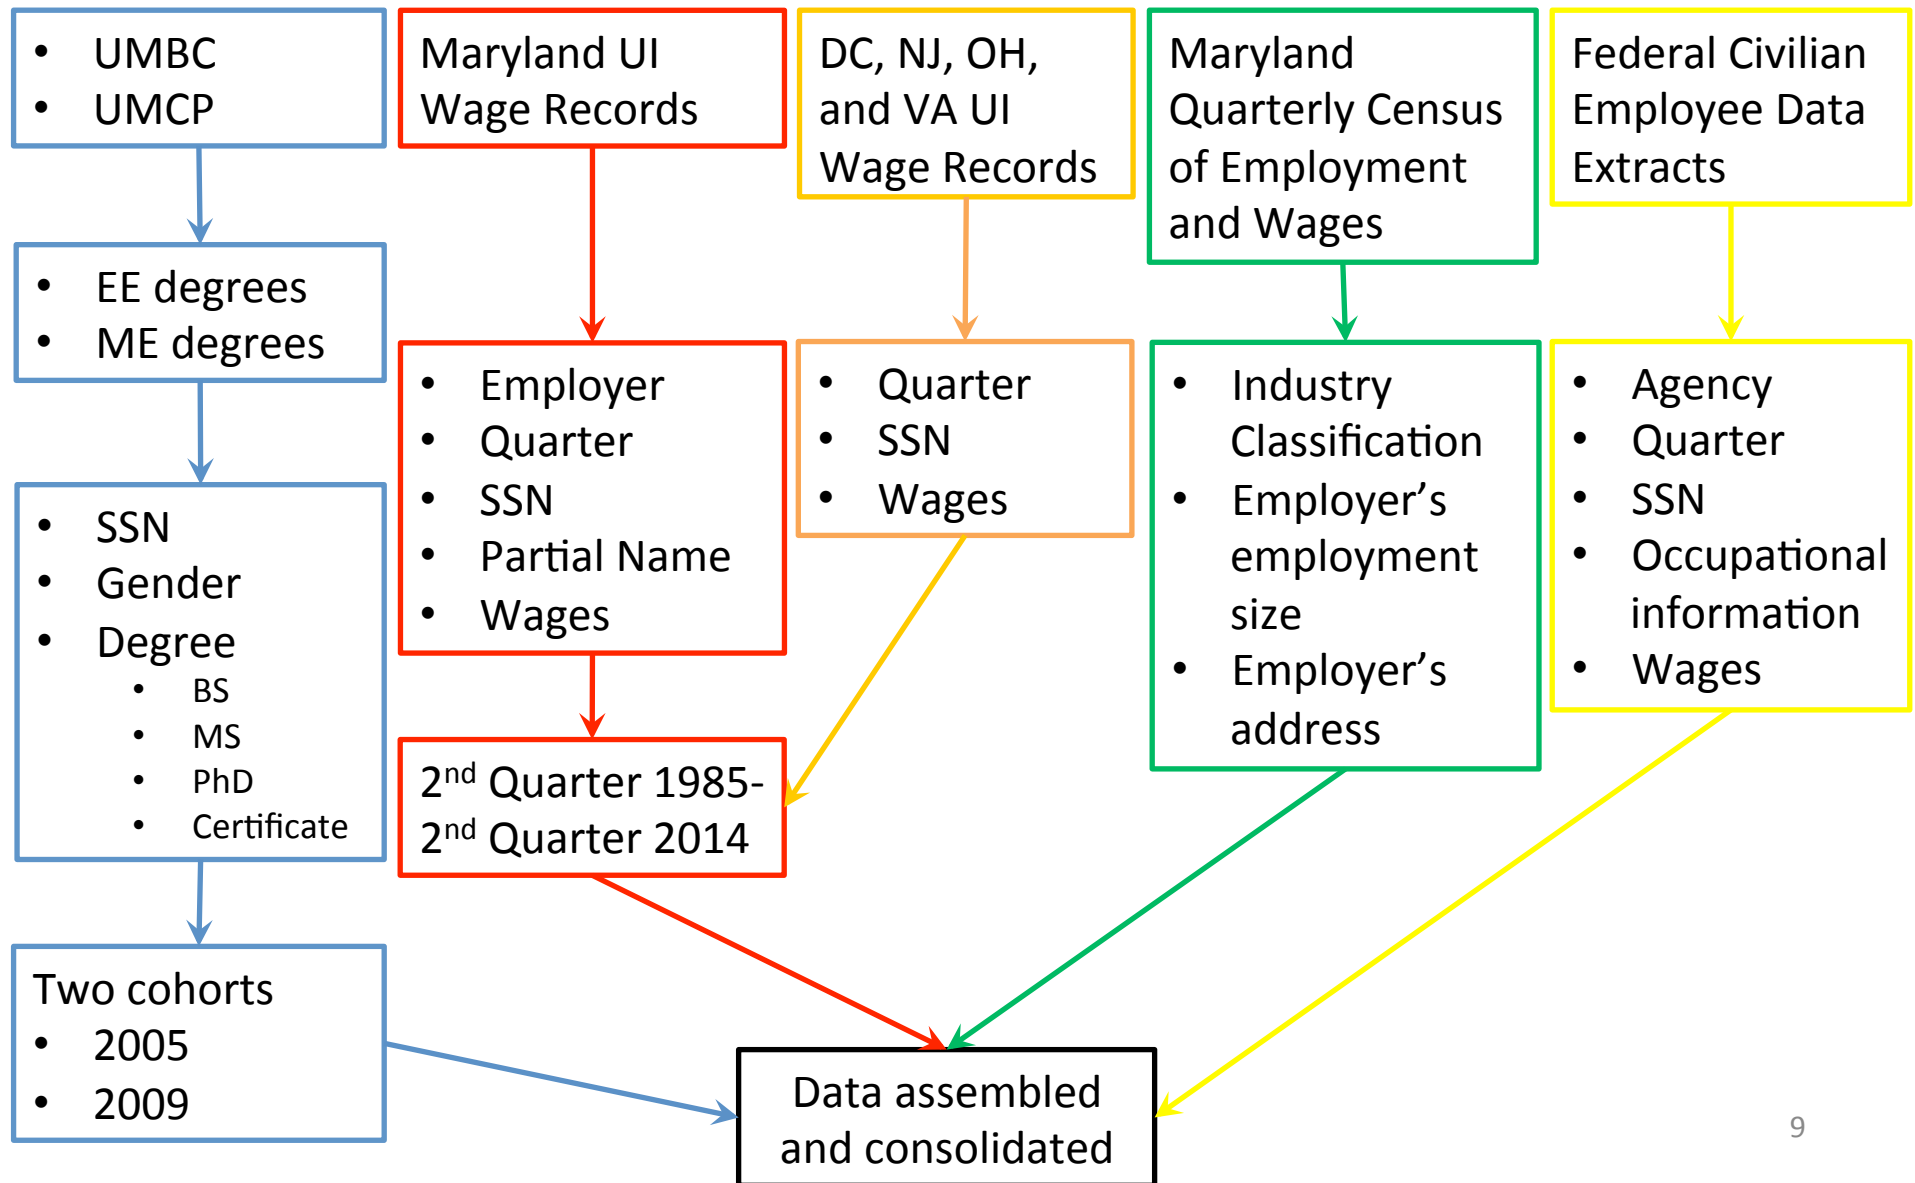 • UMBC
• UMCP
• EE degrees
• ME degrees
• SSN
• Gender
• Degree
• BS
• MS
• PhD
• Certificate
Two cohorts
• 2005
• 2009
Maryland UI
Wage Records
• Employer
• Quarter
• SSN
• Partial Name
• Wages
2nd Quarter 1985-
2nd Quarter 2014
DC, NJ, OH,
and VA UI
Wage Records
• Quarter
• SSN
• Wages
Maryland
Quarterly Census
of Employment
and Wages
• Industry
Classification
• Employer’s
employment
size
• Employer’s
address
Federal Civilian
Employee Data
Extracts
• Agency
• Quarter
• SSN
• Occupational
information
• Wages
Data assembled
and consolidated
9